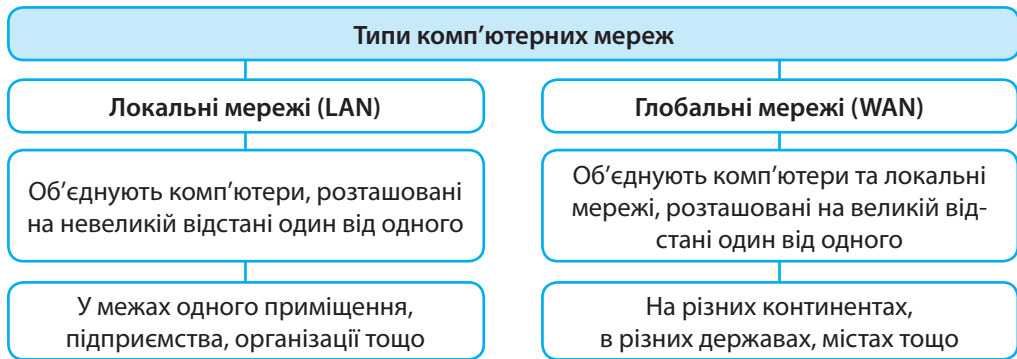 Типи комп’ютерних мереж
Локальні мережі (LAN)
Об’єднують комп’ютери, розташовані
на невеликій відстані один від одного
У межах одного приміщення,
підприємства, організації тощо
Глобальні мережі (WAN)
Об’єднують комп’ютери та локальні
мережі, розташовані на великій від-
стані один від одного
На різних континентах,
в різних державах, містах тощо